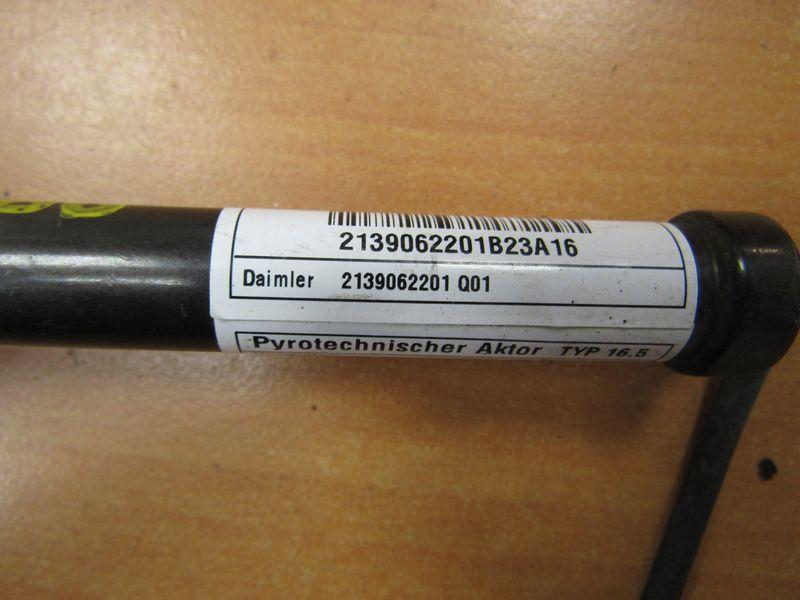 2139062201B23A16
Daimler 2139062201 Q01
Pyrotechnischer Aktor TYP 16.5